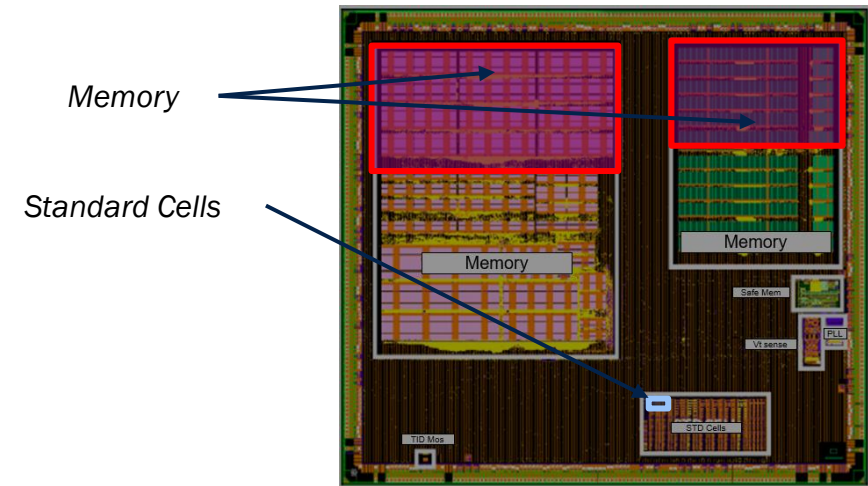 Memory
Standard Cells
Memory
Memory
Safe Mem
PLL
Vt sense
STD Cells
TID Mos